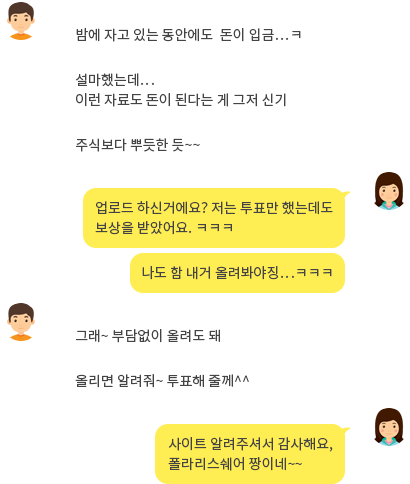 밤에 자고 있는 동안에도 돈이 입금...ㅋ
설마했는데...
이런 자료도 돈이 된다는 게 그저 신기
주식보다 뿌듯한 듯~~
업로드 하신거에요? 저는 투표만 했는데도
보상을 받았어요. ㅋㅋㅋ
나도 함 내거 올려봐야징...ㅋㅋㅋ
그래~ 부담없이 올려도 돼
올리면 알려줘~ 투표해 줄께^^
사이트 알려주셔서 감사해요,
폴라리스쉐어 짱이네~~